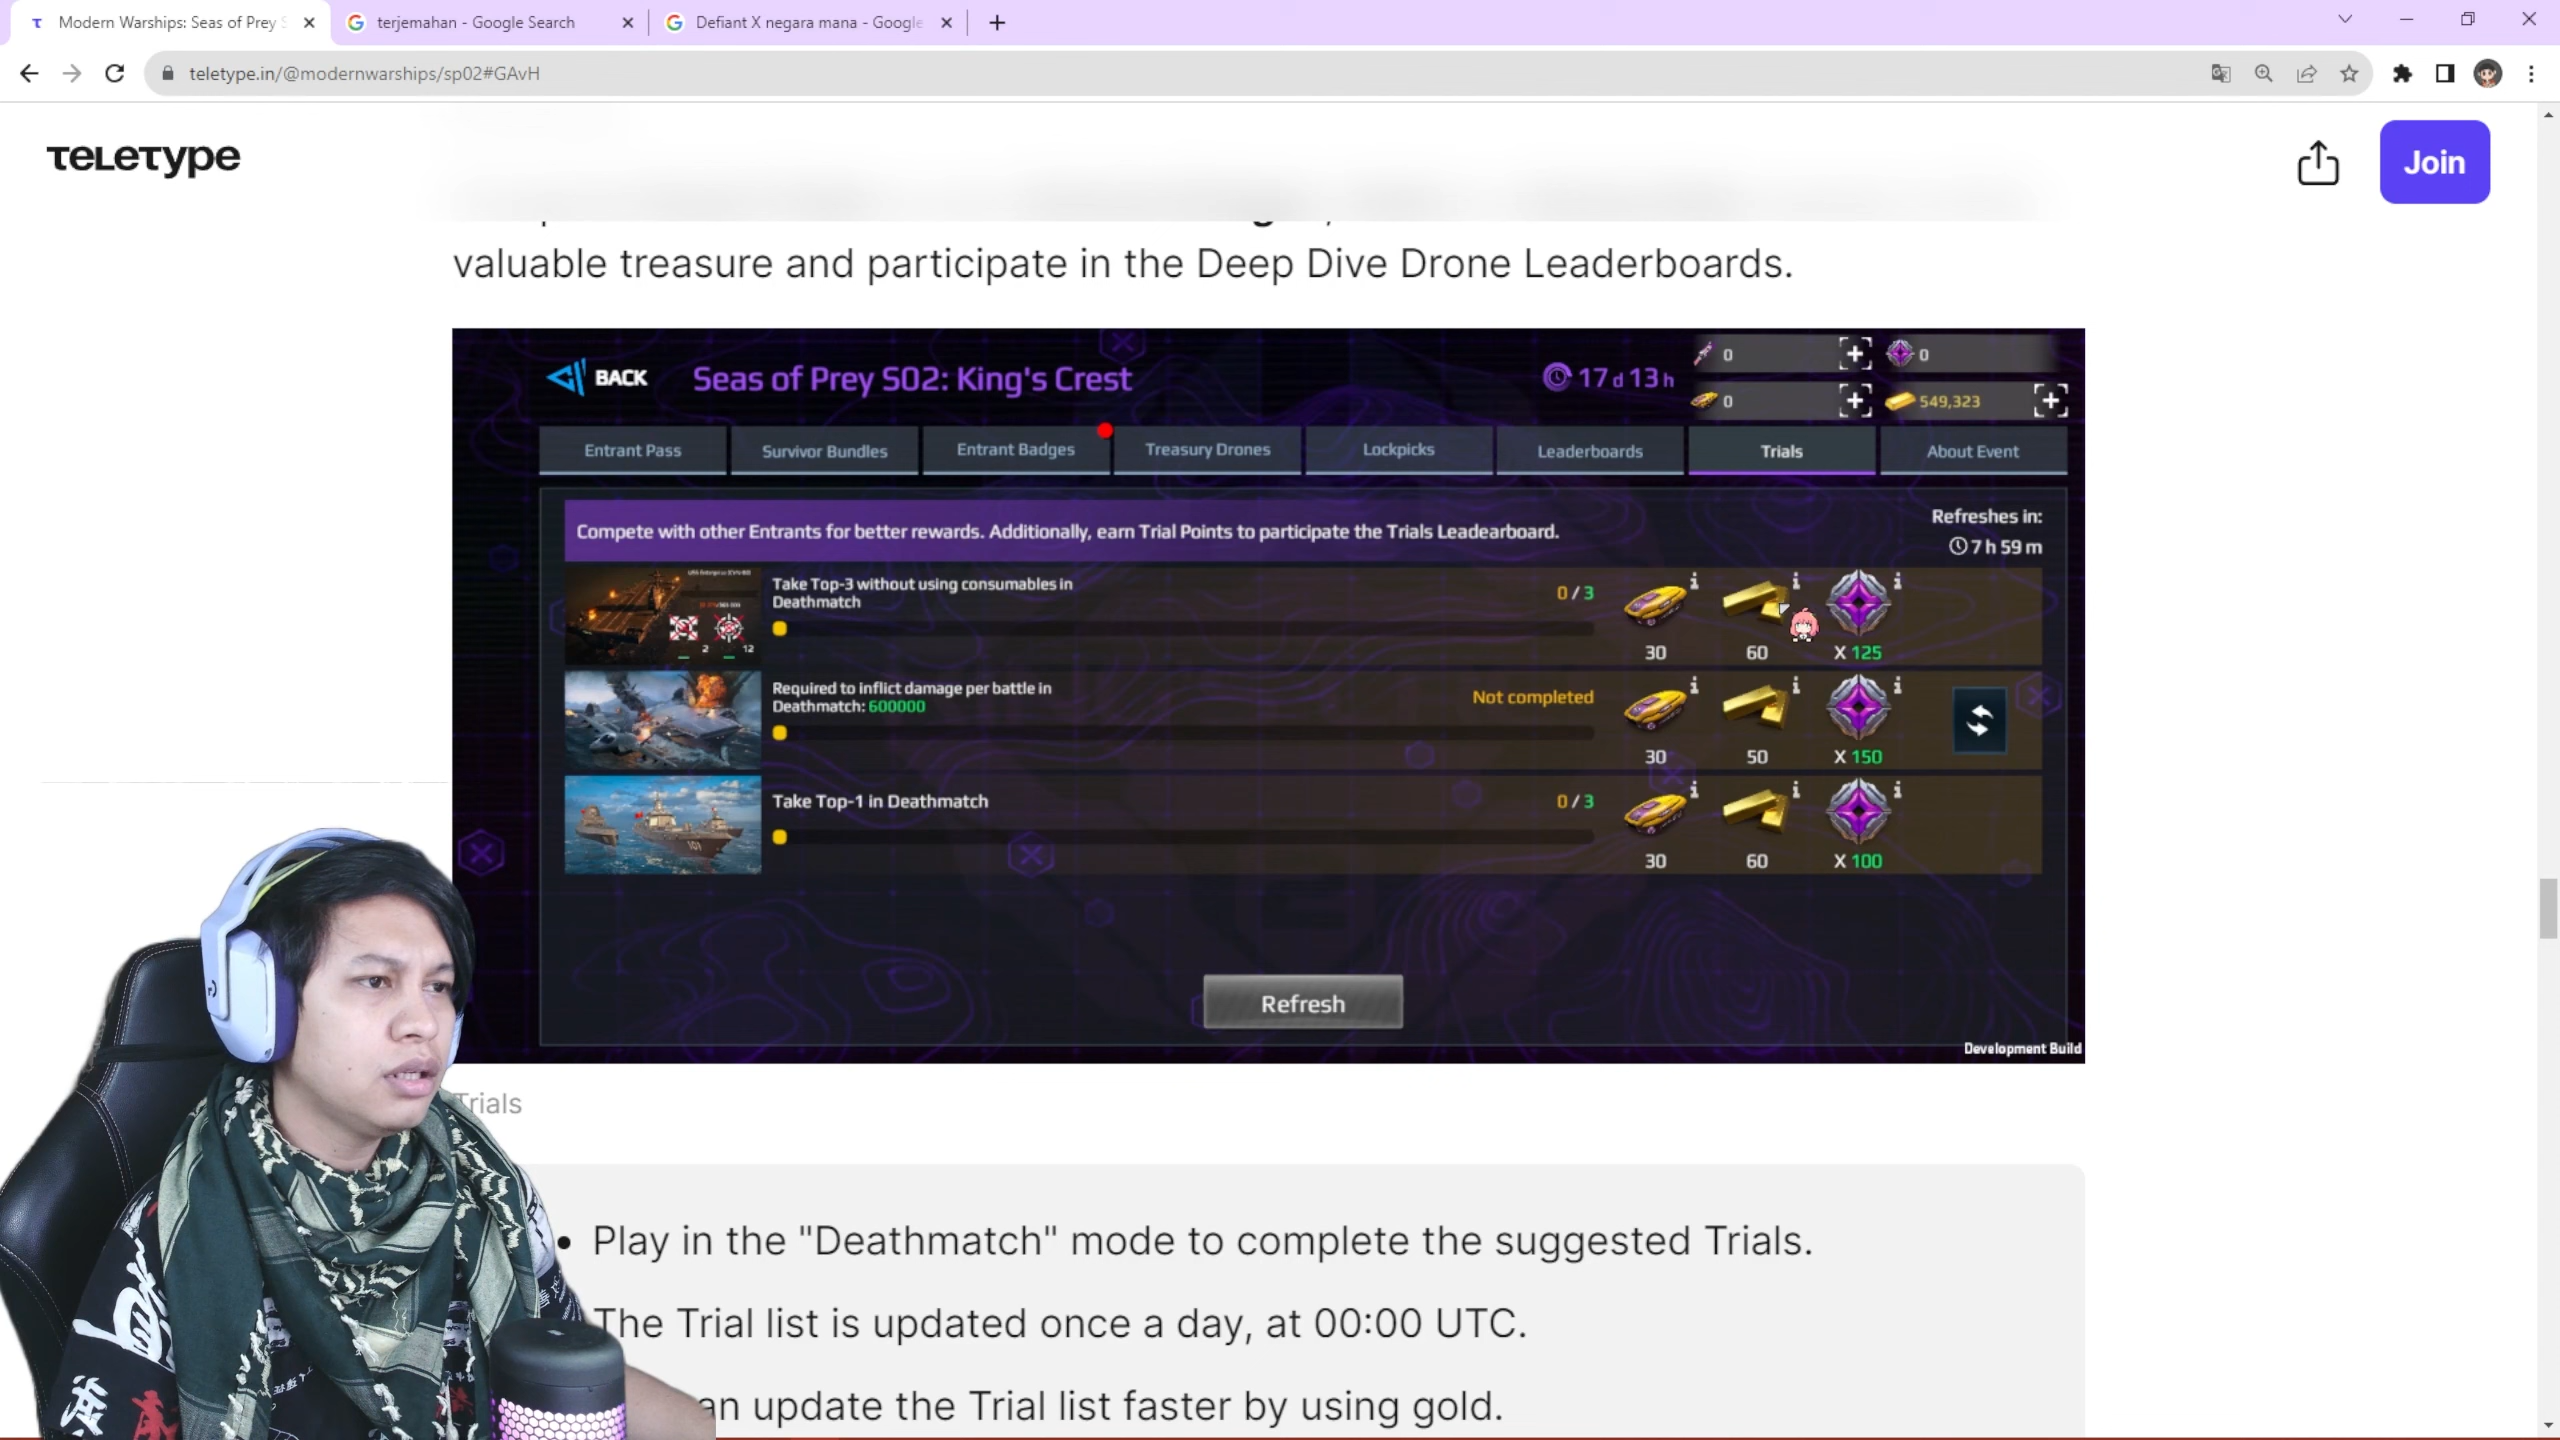 Modern Warships: Seas of Prey S
terjemahan - Google Search
Defiant X negara mana - Google
teletype.in/@modernwarships/sp02#GAvH
TELETYPE
Join
valuable treasure and participate in the Deep Dive Drone Leaderboards.
BACK
Seas of Prey S02: King's Crest
17 d 13 h
0
0
0
549,323
Entrant Pass
Survivor Bundles
Entrant Badges
Treasury Drones
Lockpicks
Leaderboards
Trials
About Event
Compete with other Entrants for better rewards. Additionally, earn Trial Points to participate the Trials Leadearboard.
Refreshes in:
7 h 59 m
Take Top-3 without using consumables in
Deathmatch
0 / 3
2
12
30
60
X 125
Required to inflict damage per battle in
Deathmatch: 600000
Not completed
30
50
X 150
Take Top-1 in Deathmatch
0 / 3
101
30
60
X 100
Refresh
Development Build
Trials
• Play in the "Deathmatch" mode to complete the suggested Trials.
The Trial list is updated once a day, at 00:00 UTC.
an update the Trial list faster by using gold.